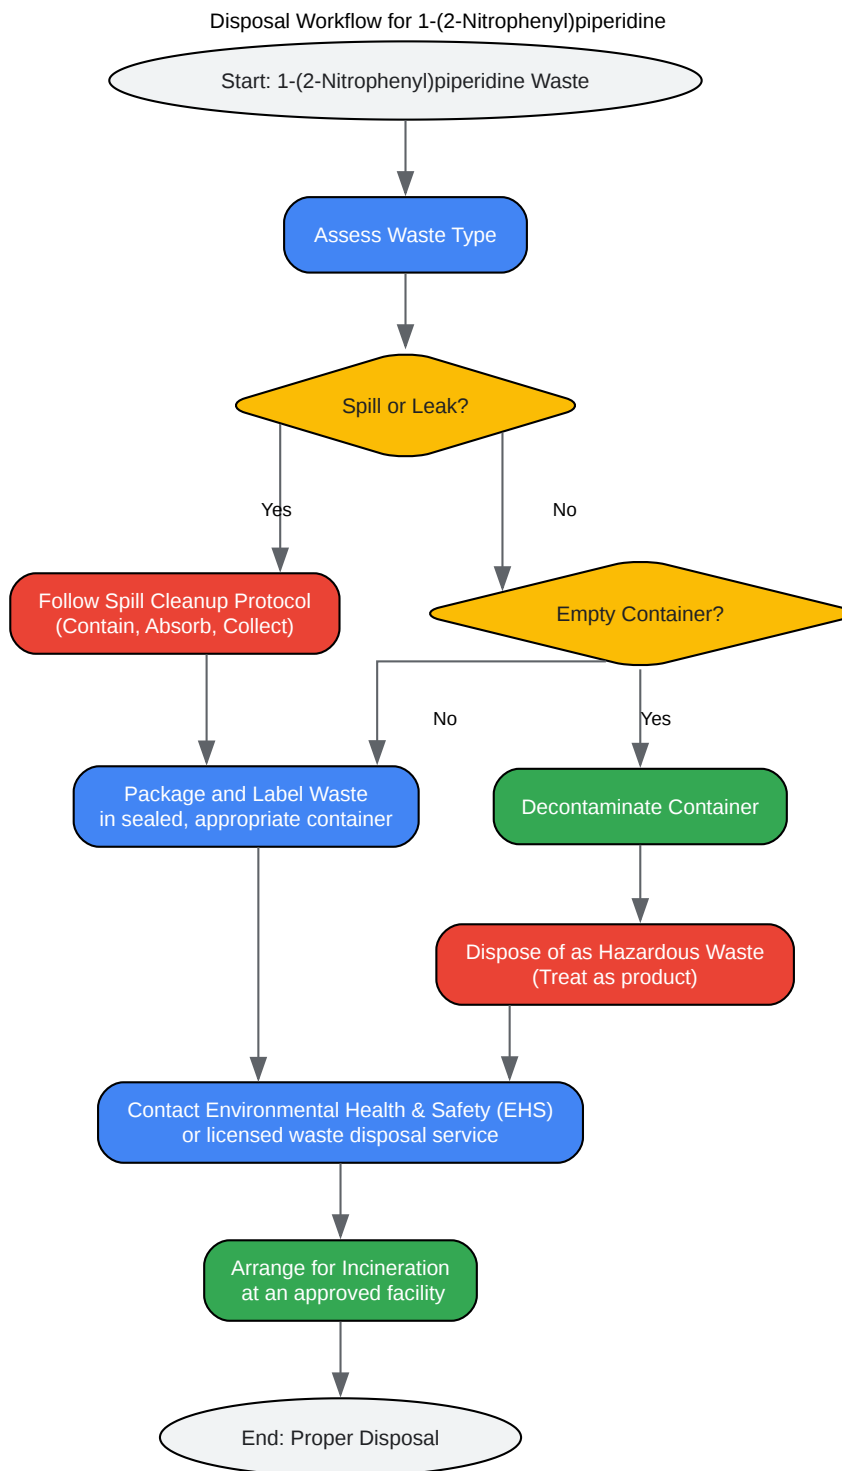 Disposal Workflow for 1-(2-Nitrophenyl)piperidine
Start: 1-(2-Nitrophenyl)piperidine Waste
Assess Waste Type
Spill or Leak?
Yes
No
Follow Spill Cleanup Protocol
(Contain, Absorb, Collect)
Empty Container?
No
Yes
Package and Label Waste
in sealed, appropriate container
Decontaminate Container
Dispose of as Hazardous Waste
(Treat as product)
Contact Environmental Health & Safety (EHS)
or licensed waste disposal service
Arrange for Incineration
at an approved facility
End: Proper Disposal